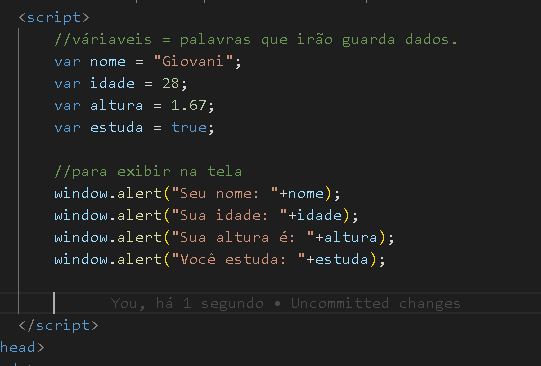 <script>
//váriaveis = palavras que irão guarda dados.
var nome = "Giovani";
var idade = 28;
var altura = 1.67;
var estuda = true;
//para exibir na tela
window.alert("Seu nome: "+nome);
window.alert("Sua idade: "+idade);
window.alert("Sua altura é: "+altura);
window.alert("Você estuda: "+estuda);
You, há 1 segundo • Uncommitted changes
</script>
head>